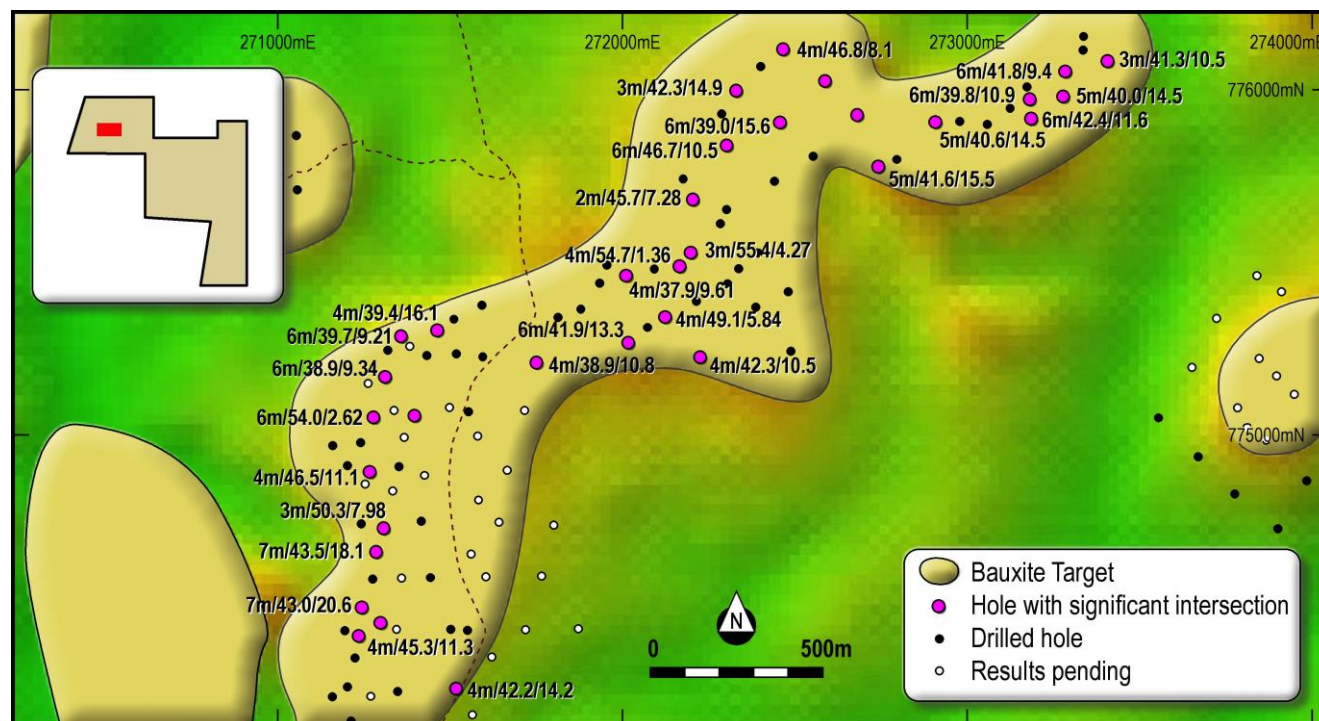 271000mE
272000mE
273000mE
274000mE
4m/46.8/8.1
3m/41.3/10.5
6m/41.8/9.4
3m/42.3/14.9
6m/39.8/10.9
5m/40.0/14.5
776000mN
6m/39.0/15.6
6m/42.4/11.6
5m/40.6/14.5
6m/46.7/10.5
5m/41.6/15.5
2m/45.7/7.28
3m/55.4/4.27
4m/54.7/1.36
4m/37.9/9.61
4m/39.4/16.1
4m/49.1/5.84
6m/41.9/13.3
6m/39.7/9.21
6m/38.9/9.34
4m/38.9/10.8
4m/42.3/10.5
6m/54.0/2.62
775000mN
4m/46.5/11.1
3m/50.3/7.98
7m/43.5/18.1
7m/43.0/20.6
4m/45.3/11.3
4m/42.2/14.2
N
0
500m
Bauxite Target
Hole with significant intersection
Drilled hole
Results pending